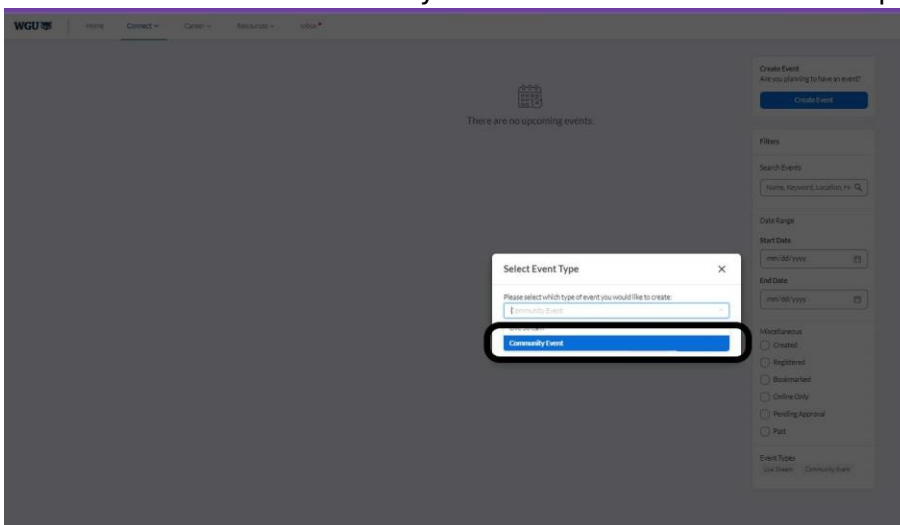 WGU
Home Connect Career Resources Inbox
There are no upcoming events.
Create Event
Are you planning to have an event?
Create Event
Filters
Search Events
Name, Keyword, Location,
Date Range
Start Date
mm/dd/yyyy
End Date
mm/dd/yyyy
Miscellaneous
Created
Registered
Bookmarked
Online Only
Pending Approval
Past
Event Types
Live Stream Community Event
Select Event Type
Please select which type of event you would like to create:
Community Event
Community Event